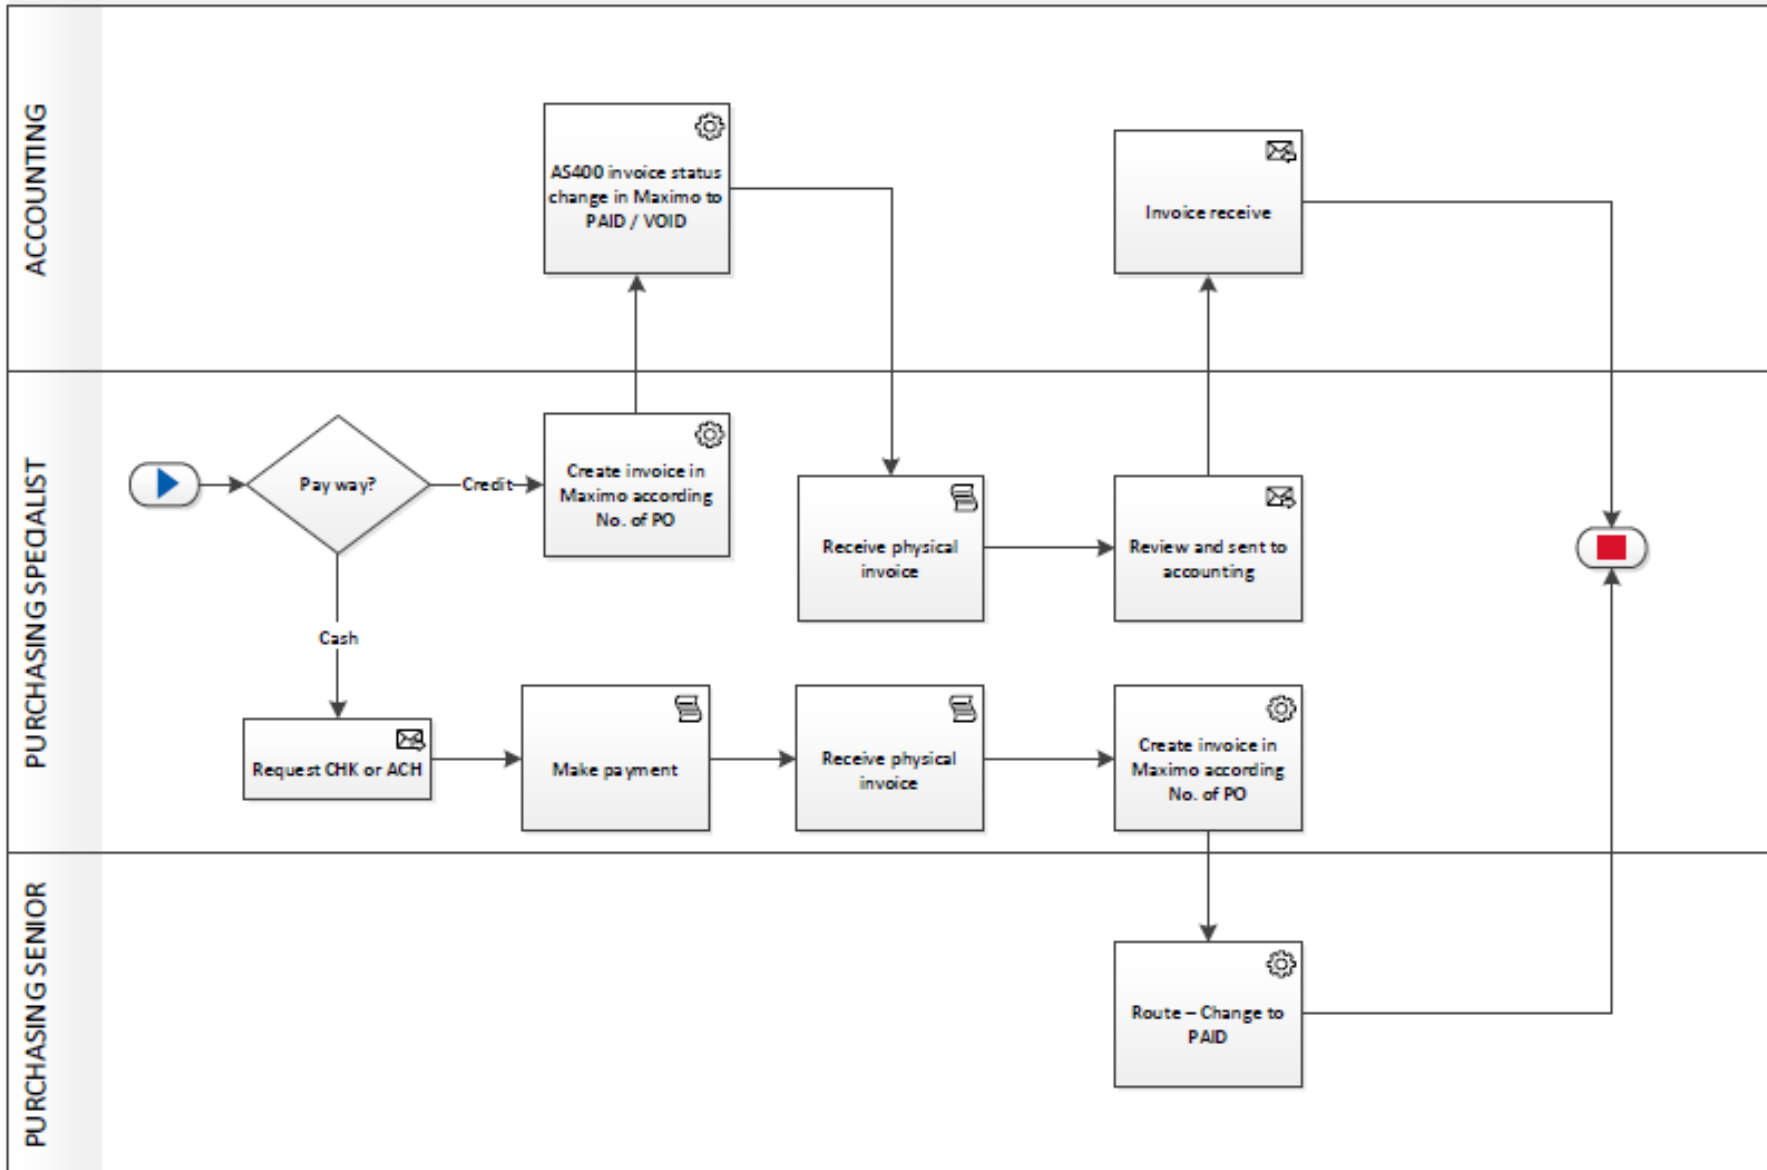 ACCOUNTING
AS400 invoice status
change in Maximo to
PAID / VOID
Invoice receive
PURCHASING SPECIALIST
Pay way?
Credit
Create invoice in
Maximo according
No. of PO
Receive physical
invoice
Review and sent to
accounting
Cash
Request CHK or ACH
Make payment
Receive physical
invoice
Create invoice in
Maximo according
No. of PO
PURCHASING SENIOR
Route – Change to
PAID